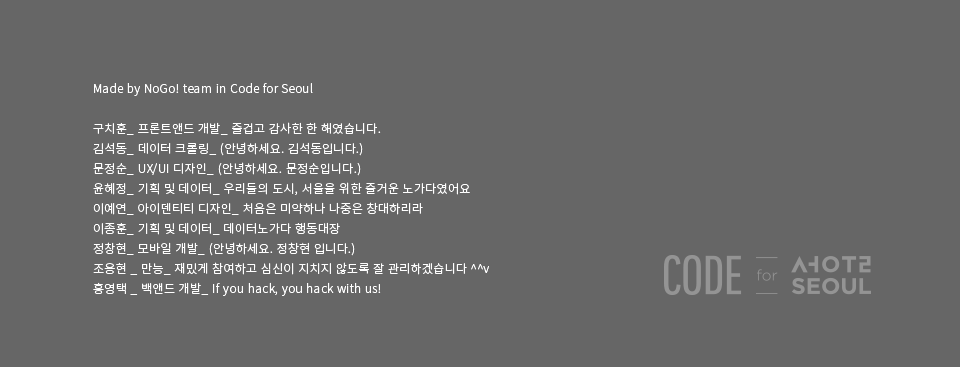 Made by NoGo! team in Code for Seoul
구치훈_ 프론트앤드 개발_ 즐겁고 감사한 한 해였습니다.
김석동_ 데이터 크롤링_ (안녕하세요. 김석동입니다.)
문정순_ UX/UI 디자인_ (안녕하세요. 문정순입니다.)
윤혜정_ 기획 및 데이터_ 우리들의 도시, 서울을 위한 즐거운 노가다였어요
이예연_ 아이덴티티 디자인_ 처음은 미약하나 나중은 창대하리라
이종훈_ 기획 및 데이터_ 데이터노가다 행동대장
정창현_ 모바일 개발_ (안녕하세요. 정창현 입니다.)
조응현 _ 만능_ 재밌게 참여하고 심신이 지치지 않도록 잘 관리하겠습니다 ^^v
홍영택 _ 백앤드 개발_ If you hack, you hack with us!
CODE for 서울 SEOUL